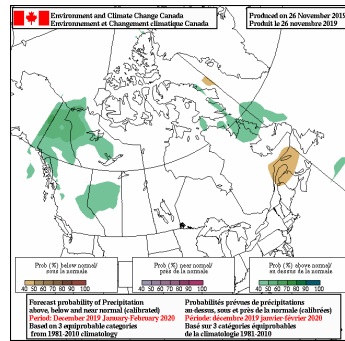 Environment and Climate Change Canada
Environnement et Changement climatique Canada
Produced on 26 November 2019
Produit le 26 novembre 2019
Prob (%) below normal/
sous la normale
40 50 60 70 80 90 100
Prob (%) near normal/
près de la normale
40 50 60 70 80 90 100
Prob (%) above normal/
au dessus de normale
40 50 60 70 80 90 100
Forecast probability of Precipitation
above, below and near normal (calibrated)
Period: December 2019 January-February 2020
Based on 3 equiprobable categories
from 1981-2010 climatology
Probabilités prévues de précipitations
au dessus, sous et près de la normale (calibrées)
Période: décembre 2019 janvier-février 2020
Basé sur 3 catégories équiprobables
de la climatologie 1981-2010